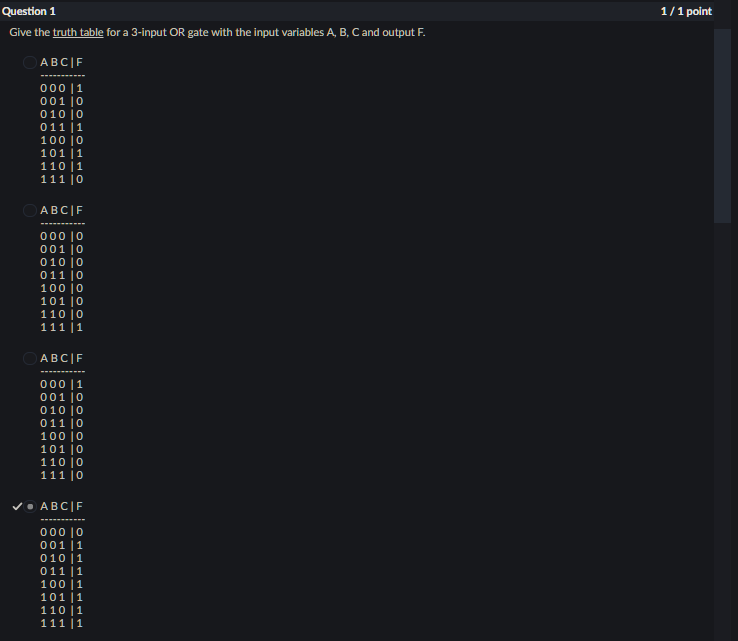 Question 1 1 / 1 point
Give the truth table for a 3-input OR gate with the input variables A, B, C and output F.
A B C | F
-----------
0 0 0 | 1
0 0 1 | 0
0 1 0 | 0
0 1 1 | 1
1 0 0 | 0
1 0 1 | 1
1 1 0 | 1
1 1 1 | 0
A B C | F
-----------
0 0 0 | 0
0 0 1 | 0
0 1 0 | 0
0 1 1 | 0
1 0 0 | 0
1 0 1 | 0
1 1 0 | 0
1 1 1 | 1
A B C | F
-----------
0 0 0 | 1
0 0 1 | 0
0 1 0 | 0
0 1 1 | 0
1 0 0 | 0
1 0 1 | 0
1 1 0 | 0
1 1 1 | 0
A B C | F
-----------
0 0 0 | 0
0 0 1 | 1
0 1 0 | 1
0 1 1 | 1
1 0 0 | 1
1 0 1 | 1
1 1 0 | 1
1 1 1 | 1